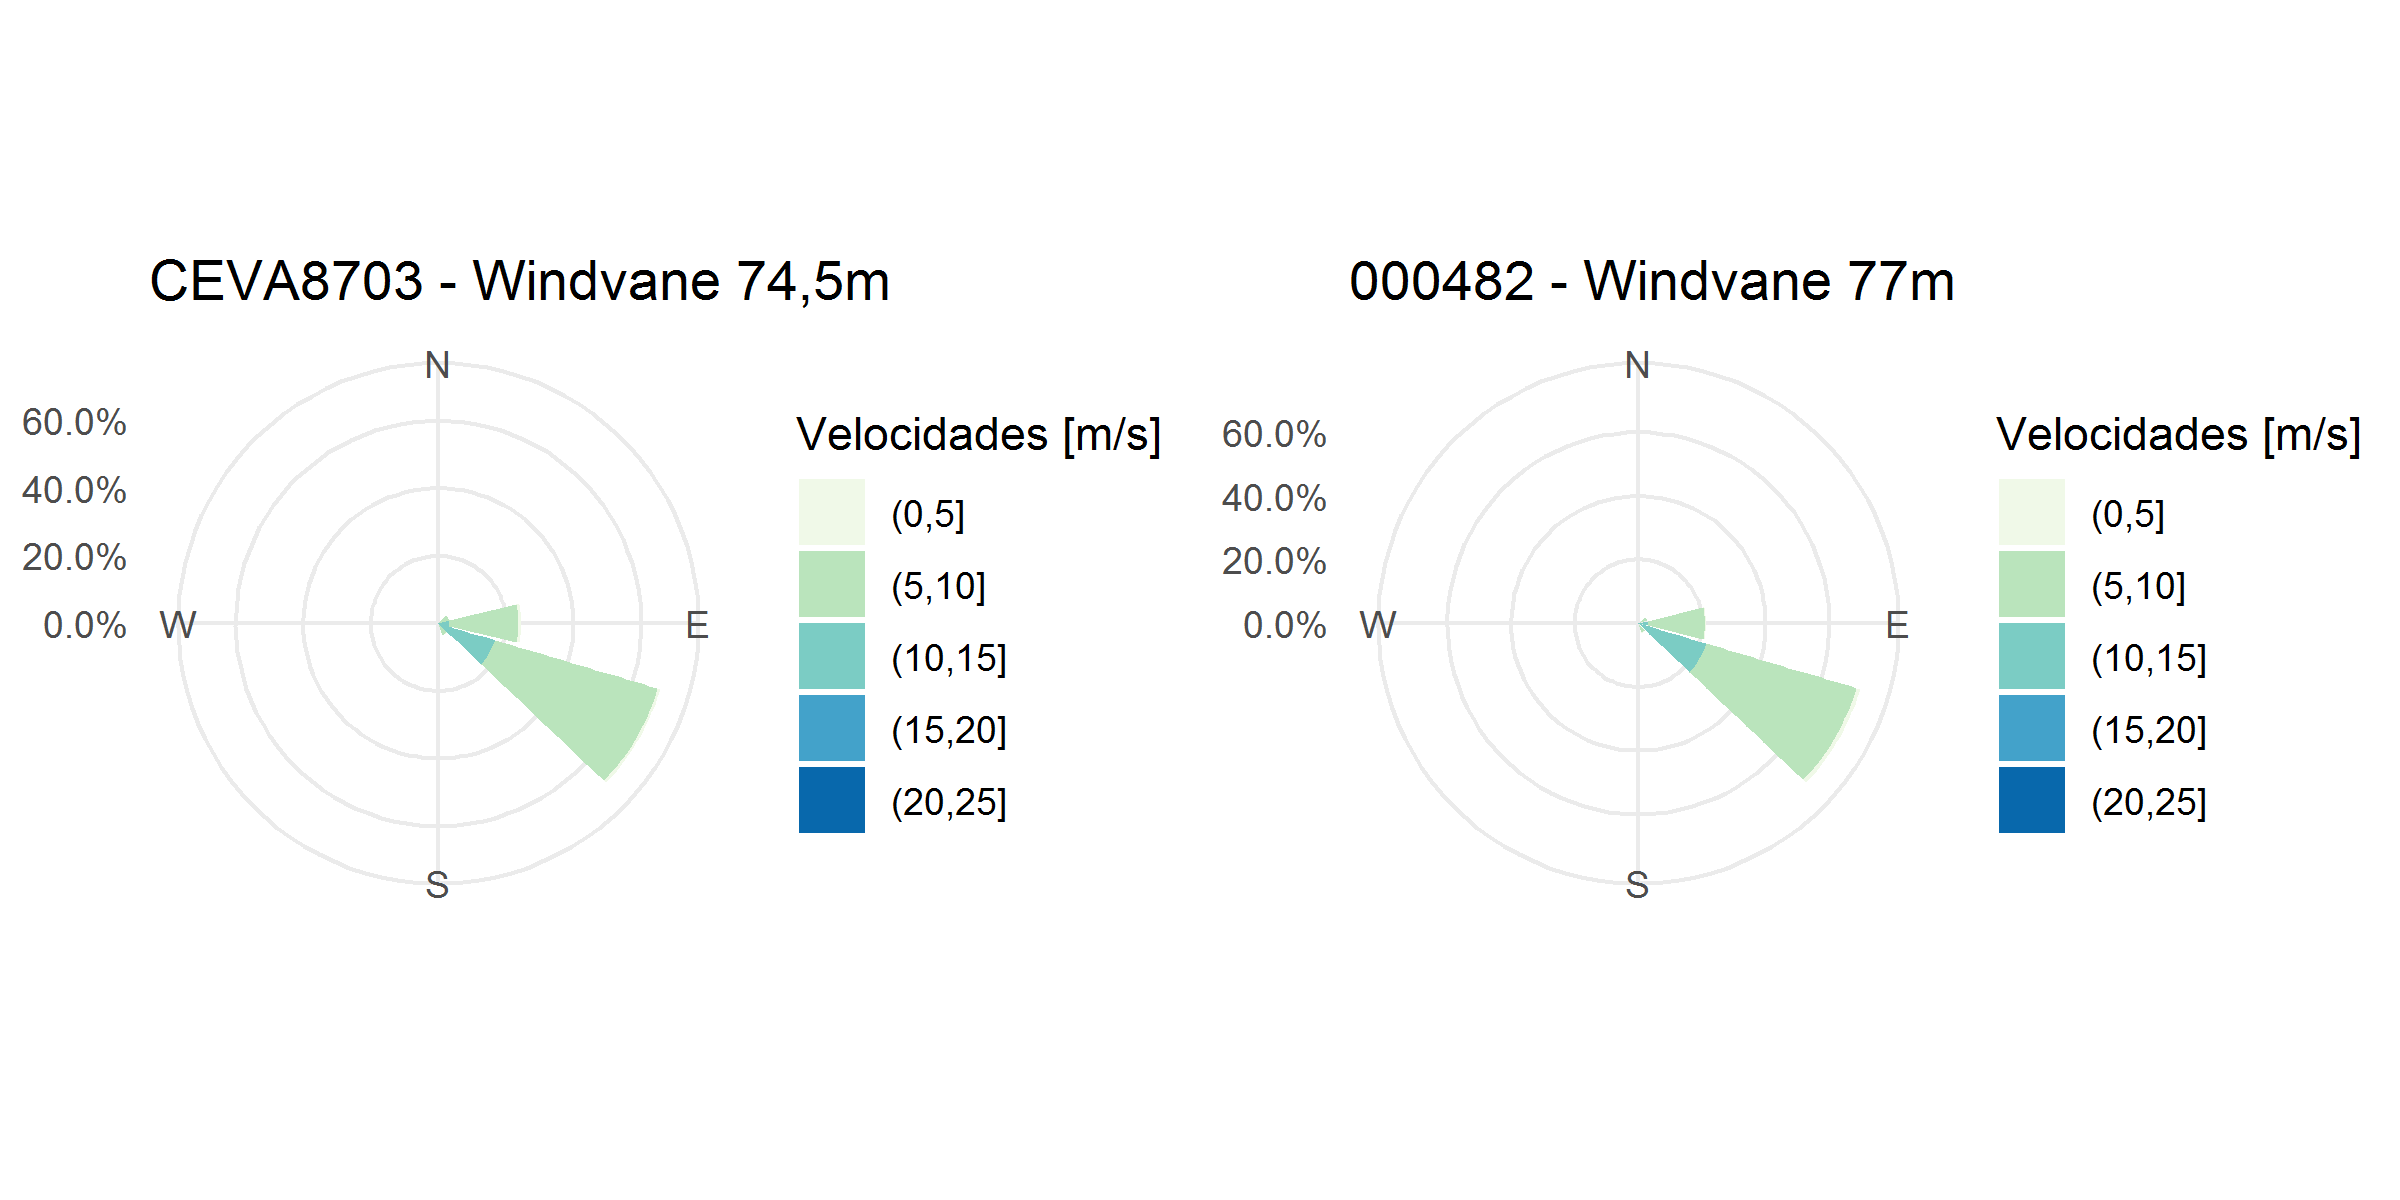 CEVA8703 - Windvane 74,5m
N
60.0%
40.0%
20.0%
0.0%
W
E
S
Velocidades [m/s]
(0,5]
(5,10]
(10,15]
(15,20]
(20,25]
000482 - Windvane 77m
N
60.0%
40.0%
20.0%
0.0%
W
E
S
Velocidades [m/s]
(0,5]
(5,10]
(10,15]
(15,20]
(20,25]